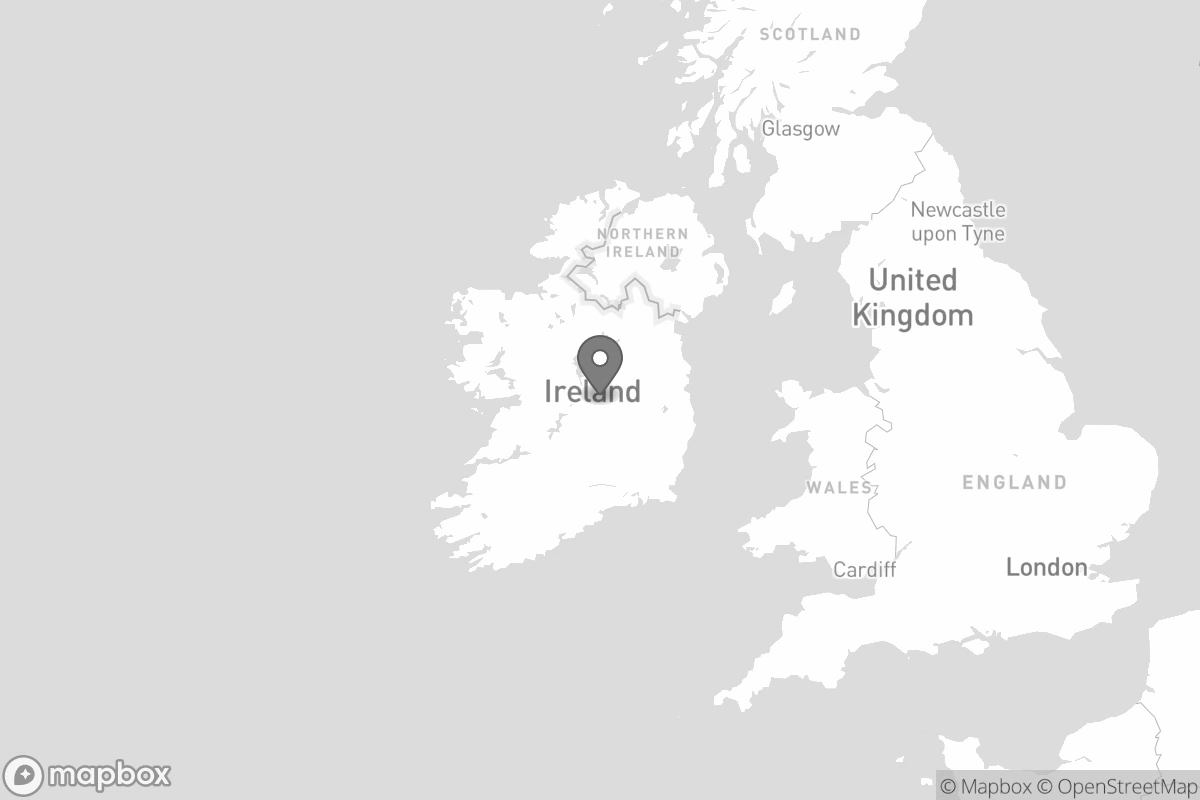 SCOTLAND
Glasgow
Newcastle
upon Tyne
NORTHERN
IRELAND
United
Kingdom
Ireland
WALES
ENGLAND
Cardiff
London
mapbox
© Mapbox © OpenStreetMap